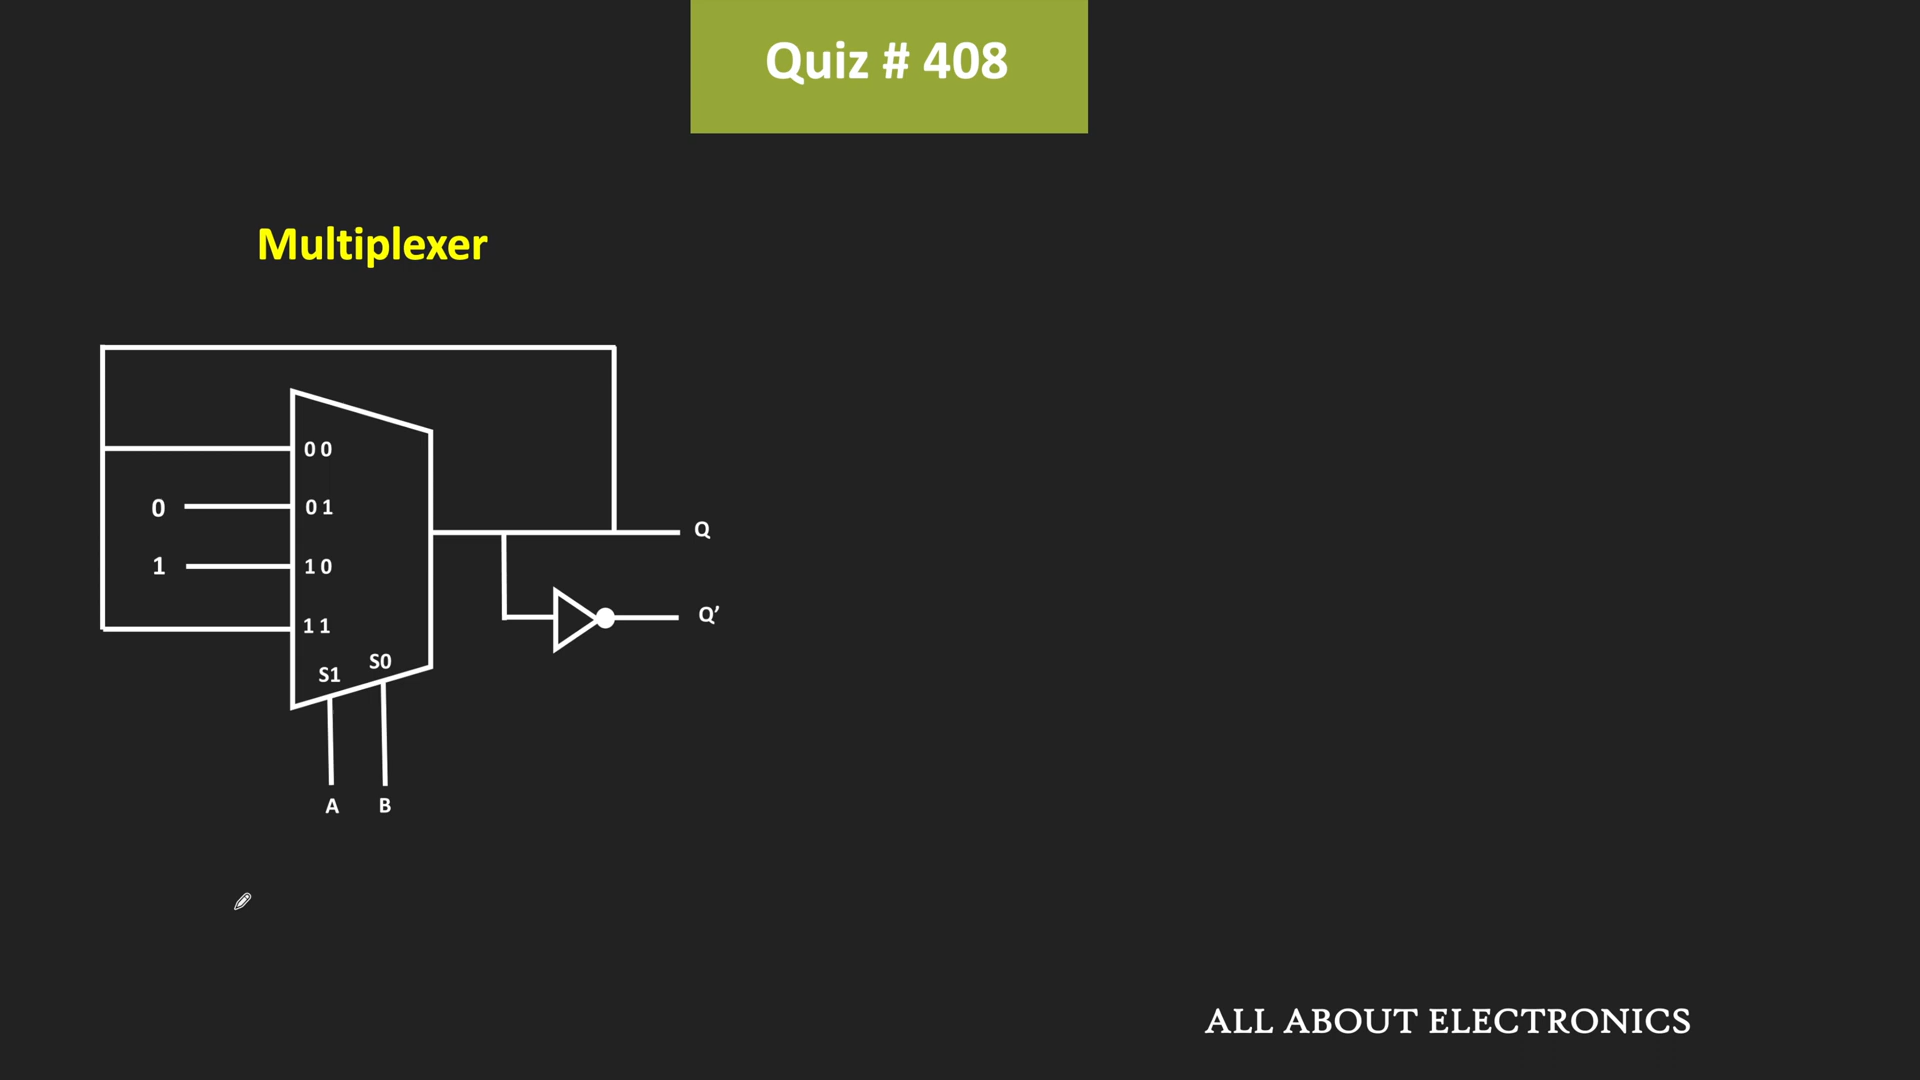 Quiz # 408
Multiplexer
0 0
0 0 1
1 1 0
1 1
S1 S0
Q
Q’
A B
ALL ABOUT ELECTRONICS